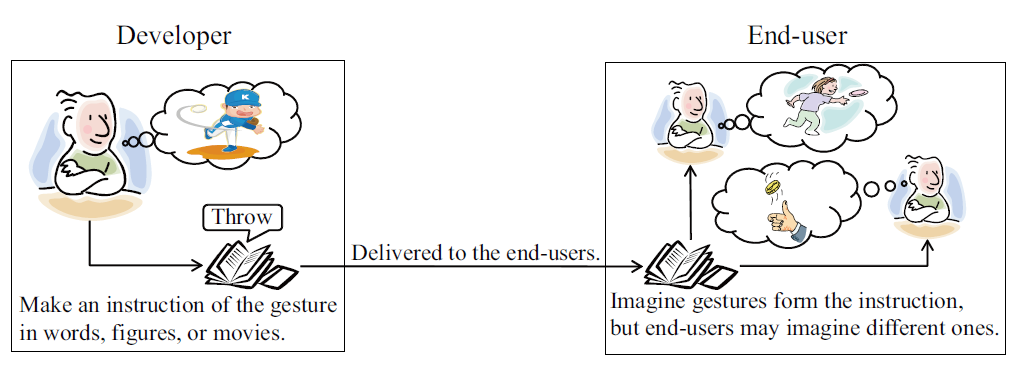 Developer
End-user
K
Throw
Delivered to the end-users.
Make an instruction of the gesture
in words, figures, or movies.
Imagine gestures form the instruction,
but end-users may imagine different ones.